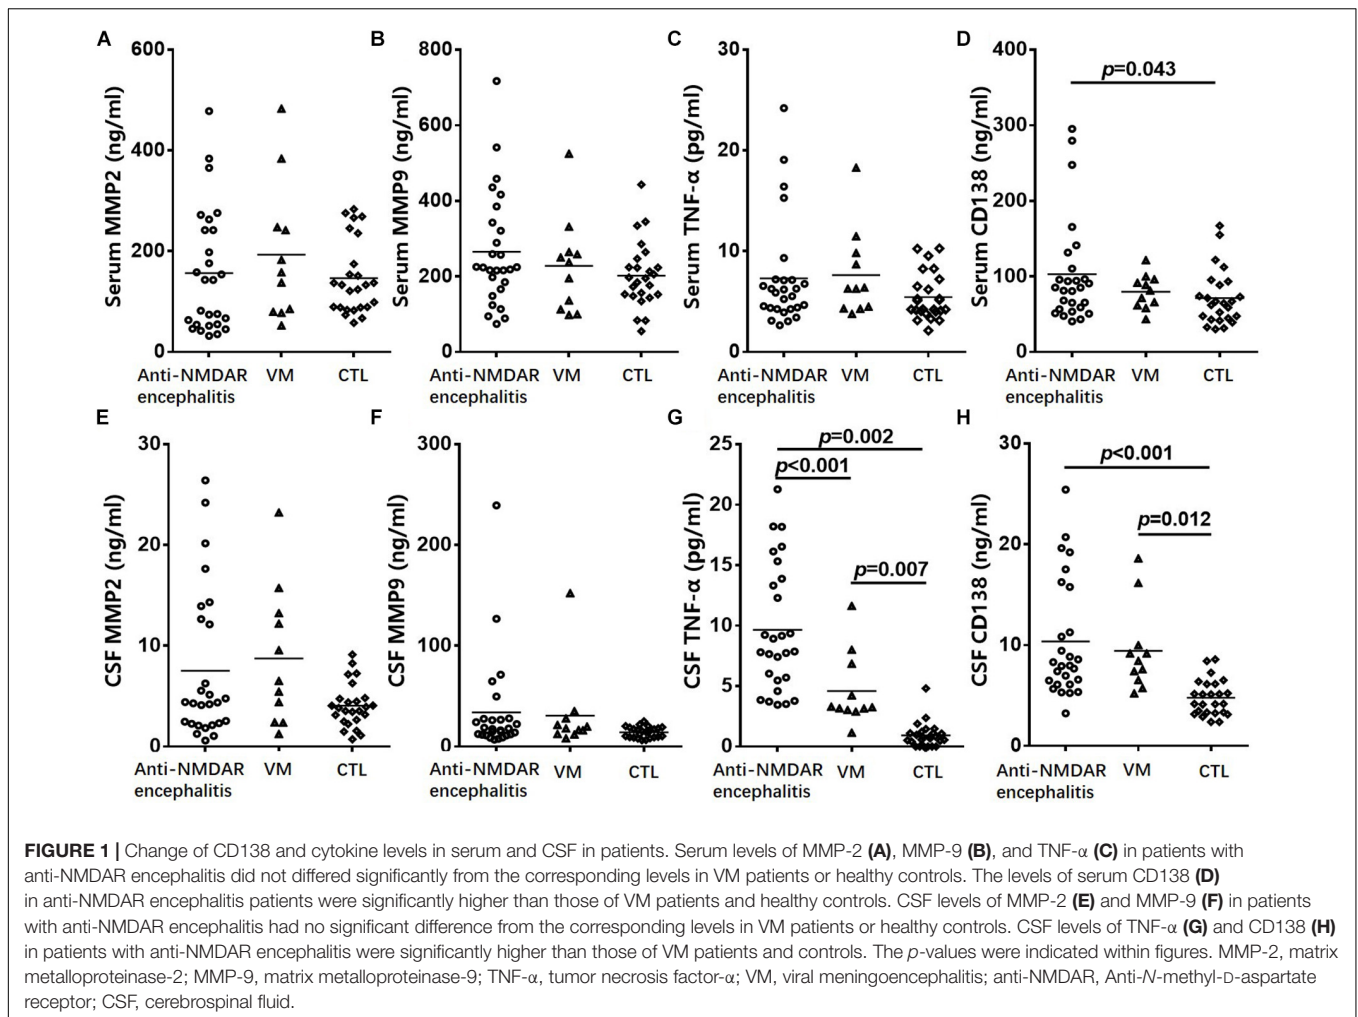 A
B
C
D
600
400
200
0
Serum MMP2 (ng/ml)
Anti-NMDAR
encephalitis
VM
CTL
800
600
400
200
0
Serum MMP9 (ng/ml)
Anti-NMDAR
encephalitis
VM
CTL
30
20
10
0
Serum TNF-α (pg/ml)
Anti-NMDAR
encephalitis
VM
CTL
400
300
200
100
0
Serum CD138 (ng/ml)
p=0.043
Anti-NMDAR
encephalitis
VM
CTL
E
F
G
H
30
20
10
0
CSF MMP2 (ng/ml)
Anti-NMDAR
encephalitis
VM
CTL
300
200
100
0
CSF MMP9 (ng/ml)
Anti-NMDAR
encephalitis
VM
CTL
25
20
15
10
5
0
CSF TNF-α (pg/ml)
p=0.002
p<0.001
p=0.007
Anti-NMDAR
encephalitis
VM
CTL
30
20
10
0
CSF CD138 (ng/ml)
p<0.001
p=0.012
Anti-NMDAR
encephalitis
VM
CTL
FIGURE 1 | Change of CD138 and cytokine levels in serum and CSF in patients. Serum levels of MMP-2 (A), MMP-9 (B), and TNF-α (C) in patients with
anti-NMDAR encephalitis did not differed significantly from the corresponding levels in VM patients or healthy controls. The levels of serum CD138 (D)
in anti-NMDAR encephalitis patients were significantly higher than those of VM patients and healthy controls. CSF levels of MMP-2 (E) and MMP-9 (F) in patients
with anti-NMDAR encephalitis had no significant difference from the corresponding levels in VM patients or healthy controls. CSF levels of TNF-α (G) and CD138 (H)
in patients with anti-NMDAR encephalitis were significantly higher than those of VM patients and controls. The p-values were indicated within figures. MMP-2, matrix
metalloproteinase-2; MMP-9, matrix metalloproteinase-9; TNF-α, tumor necrosis factor-α; VM, viral meningoencephalitis; anti-NMDAR, Anti-N-methyl-D-aspartate
receptor; CSF, cerebrospinal fluid.